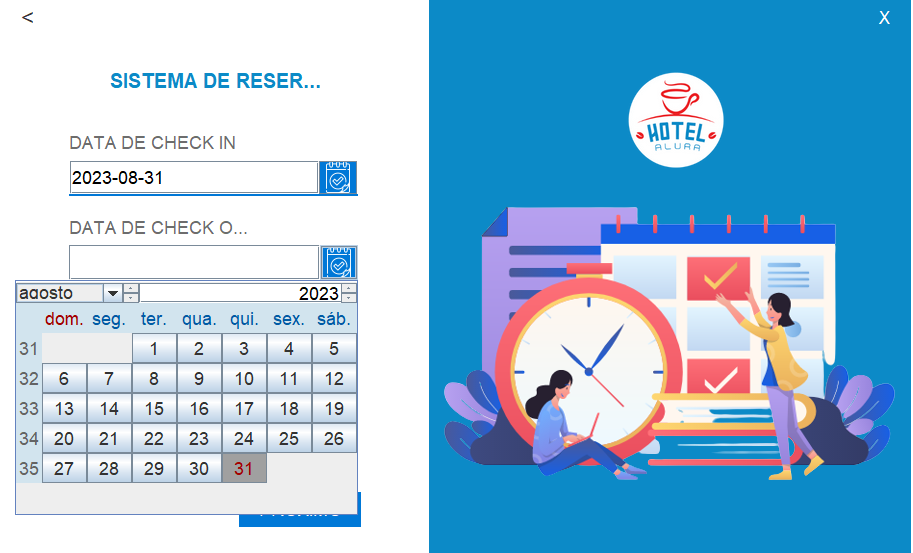 <
X
SISTEMA DE RESER...
DATA DE CHECK IN
2023-08-31
DATA DE CHECK O...
agosto 2023
dom. seg. ter. qua. qui. sex. sáb.
31 1 2 3 4 5
32 6 7 8 9 10 11 12
33 13 14 15 16 17 18 19
34 20 21 22 23 24 25 26
35 27 28 29 30 31
HOTEL
ALURA